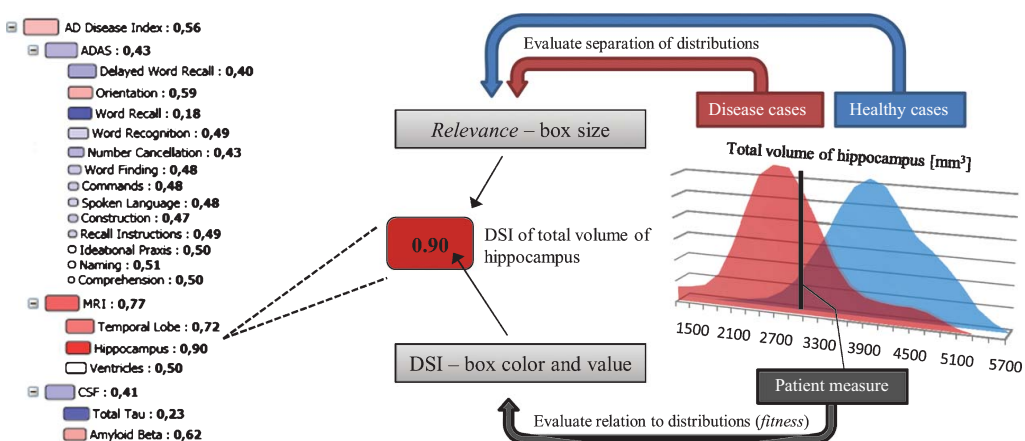 AD Disease Index : 0,56
ADAS : 0,43
Delayed Word Recall : 0,40
Orientation : 0,59
Word Recall : 0,18
Word Recognition : 0,49
Number Cancellation : 0,43
Word Finding : 0,48
Commands : 0,48
Spoken Language : 0,48
Construction : 0,47
Recall Instructions : 0,49
Ideational Praxis : 0,50
Naming : 0,51
Comprehension : 0,50
MRI : 0,77
Temporal Lobe : 0,72
Hippocampus : 0,90
Ventricles : 0,50
CSF : 0,41
Total Tau : 0,23
Amyloid Beta : 0,62
Evaluate separation of distributions
Relevance – box size
0.90
DSI of total volume of
hippocampus
DSI – box color and value
Evaluate relation to distributions (fitness)
Disease cases
Healthy cases
Total volume of hippocampus [mm³]
1500 2100 2700 3300 3900 4500 5100 5700
Patient measure